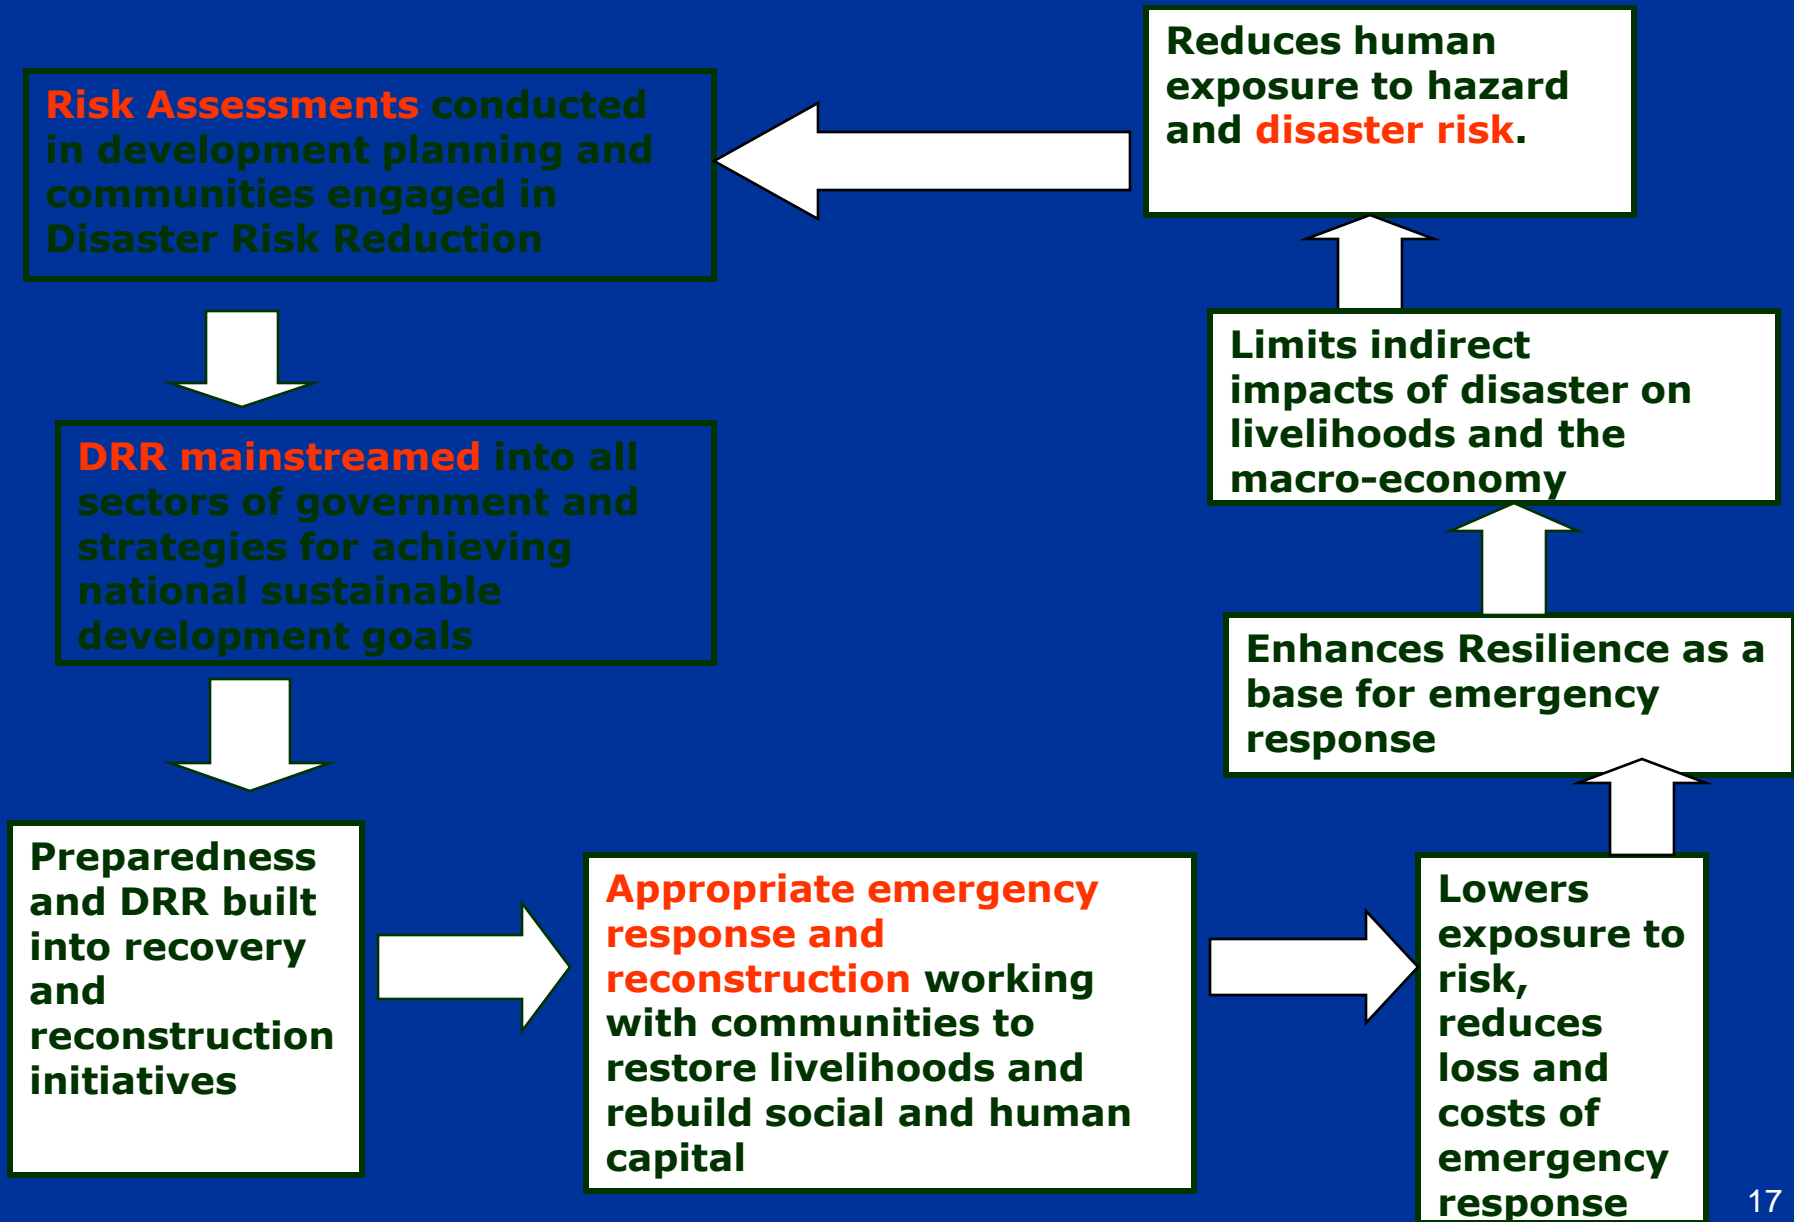 Risk Assessments conducted
in development planning and
communities engaged in
Disaster Risk Reduction
DRR mainstreamed into all
sectors of government and
strategies for achieving
national sustainable
development goals
Preparedness
and DRR built
into recovery
and
reconstruction
initiatives
Appropriate emergency
response and
reconstruction working
with communities to
restore livelihoods and
rebuild social and human
capital
Lowers
exposure to
risk,
reduces
loss and
costs of
emergency
response
Enhances Resilience as a
base for emergency
response
Limits indirect
impacts of disaster on
livelihoods and the
macro-economy
Reduces human
exposure to hazard
and disaster risk.
17